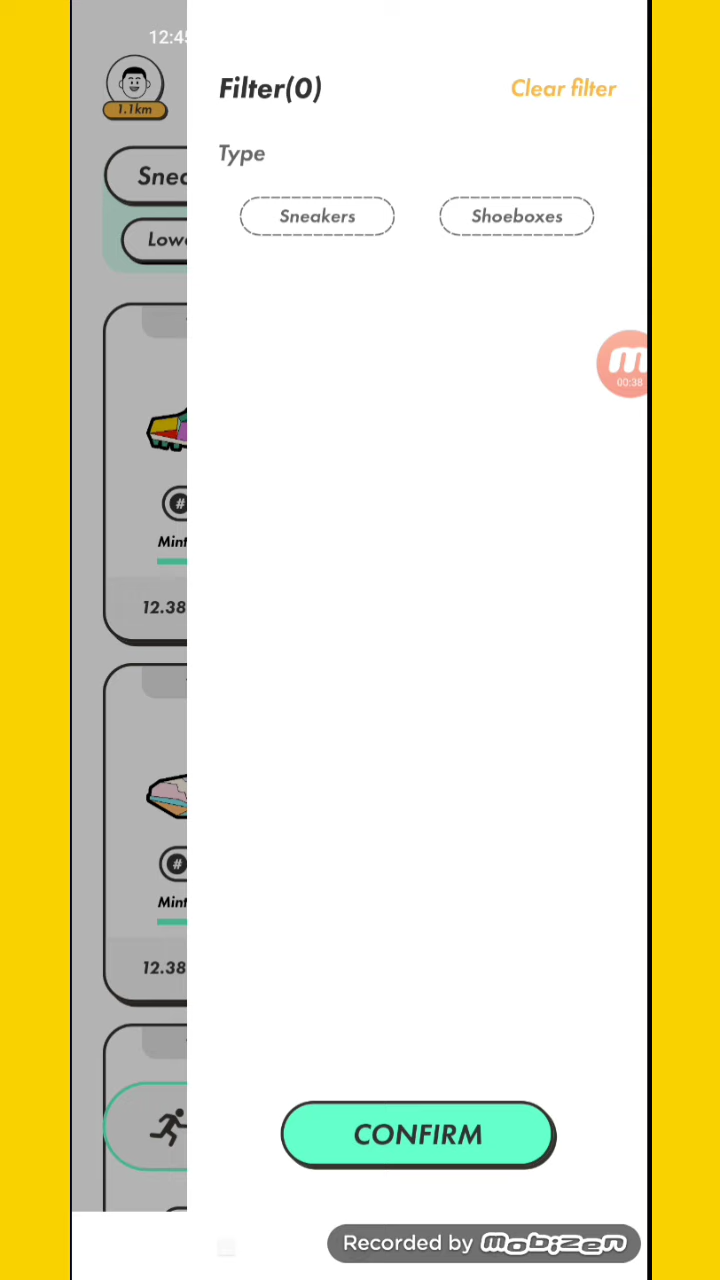 12:45
Filter(0)
Clear filter
1.1km
Type
Snea
Sneakers
Shoeboxes
Lowe
m
00:38
#
Mint
12.38
#
Mint
12.38
CONFIRM
Recorded by mobizen